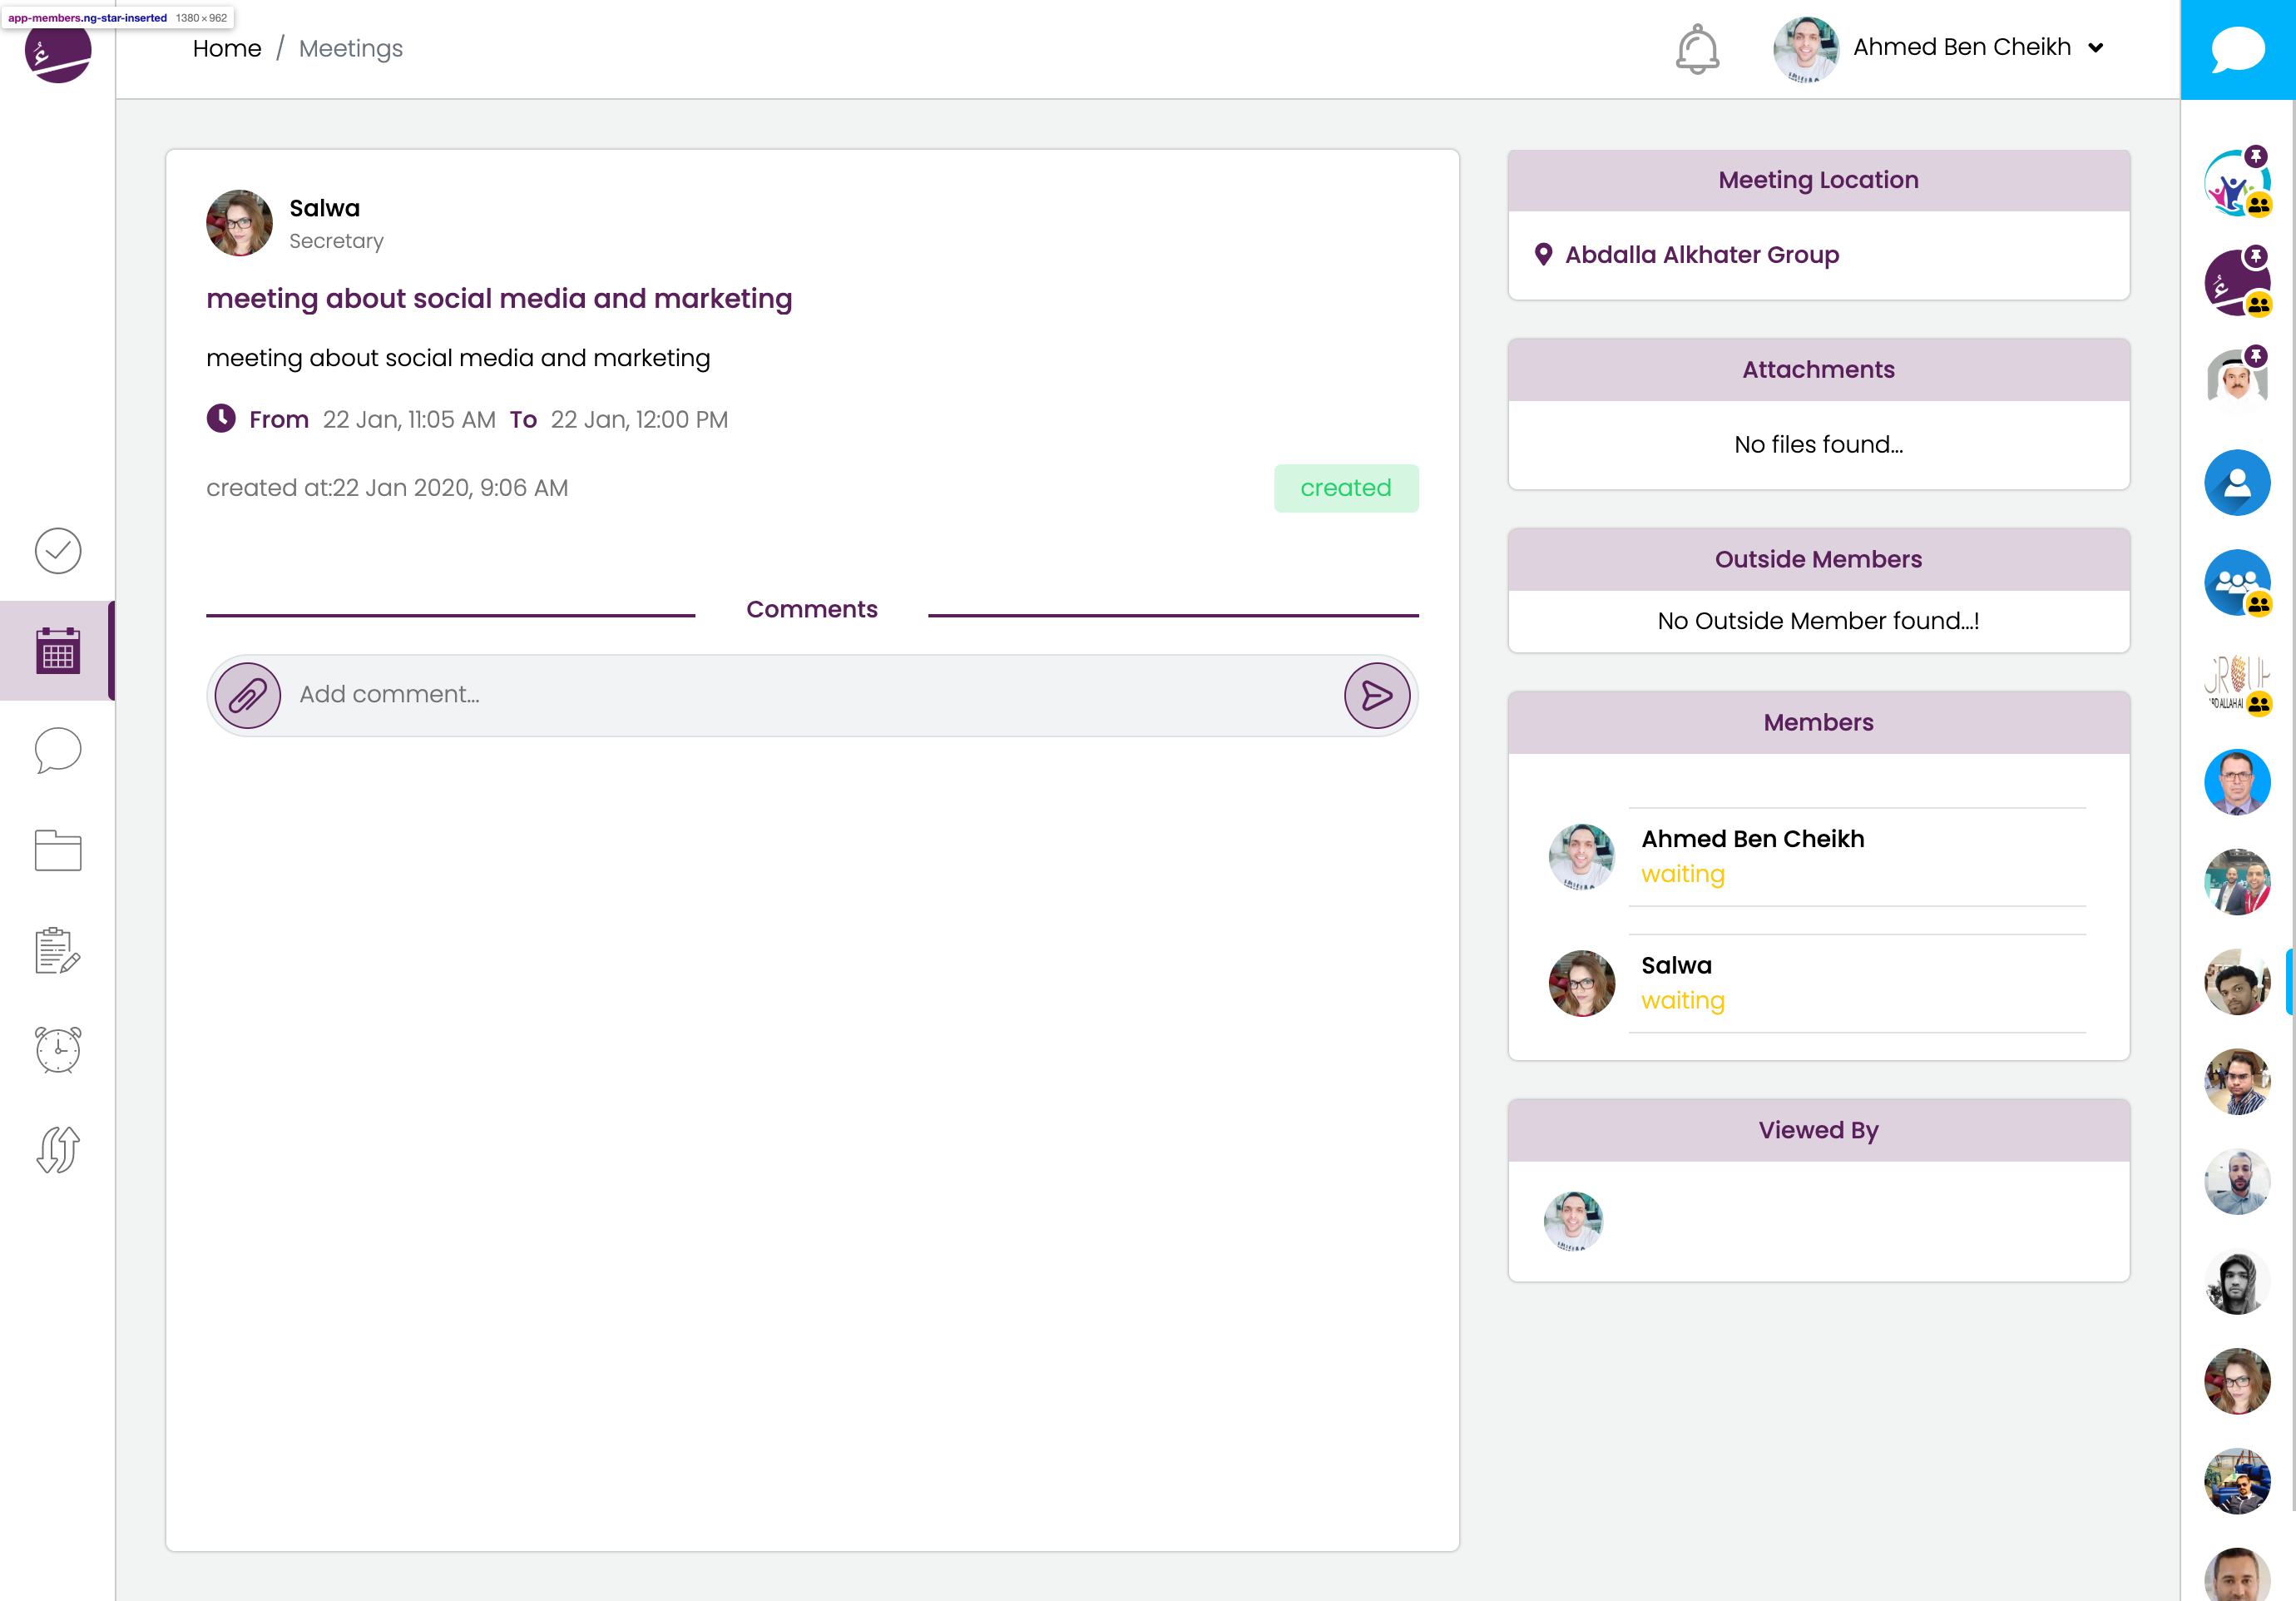 app-members.ng-star-inserted 1380 × 962
Home / Meetings
Ahmed Ben Cheikh
Salwa
Secretary
meeting about social media and marketing
meeting about social media and marketing
From 22 Jan, 11:05 AM To 22 Jan, 12:00 PM
created at:22 Jan 2020, 9:06 AM
created
Comments
Add comment...
Meeting Location
Abdalla Alkhater Group
Attachments
No files found...
Outside Members
No Outside Member found...!
Members
Ahmed Ben Cheikh
waiting
Salwa
waiting
Viewed By